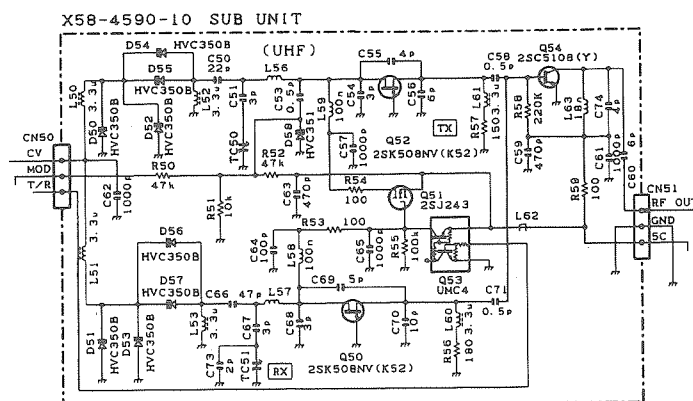 X58-4590-10 SUB UNIT
(UHF)
D54
HVC350B
D55
HVC350B
C50
22p
L56
C55
4p
C58
0.5p
Q54
2SC5108(Y)
L50
3.3u
D50
HVC350B
D52
HVC350B
L52
3.3u
C51
3p
TC50
C53
0.5p
D58
HVC351
L59
100n
C54
3p
C57
1000p
Q52
2SK508NV(K52)
C56
6p
TX
R57
150
L61
3.3u
R58
220K
C59
470p
L63
18n
C74
4p
C61
1000p
C60
6p
R59
100
CN50
CV
MOD
T/R
C62
1000p
R50
47k
R52
47k
R51
10k
C63
470p
R54
100
Q51
2SJ243
CN51
RF OUT
GND
5C
L62
L51
3.3u
D56
HVC350B
D57
HVC350B
R53
100
C64
100p
L58
100n
C65
1000p
R55
100k
Q53
UMC4
C66
47p
L57
C69
5p
C71
0.5p
D51
HVC350B
D53
HVC350B
L53
3.3u
C67
3p
C68
3p
C70
10p
L60
3.3u
R56
180
C73
2p
TC51
RX
Q50
2SK508NV(K52)